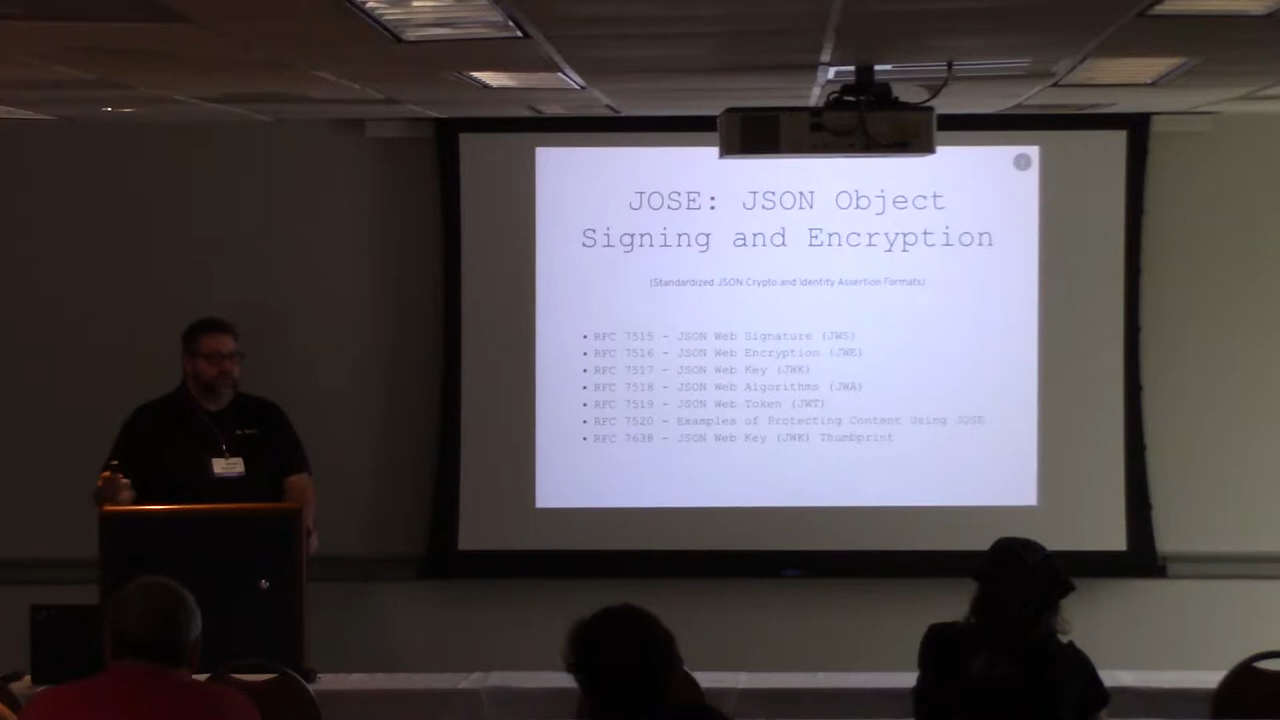 JOSE: JSON Object
Signing and Encryption
(Standardized JSON Crypto and Identity Assertion Formats)
• RFC 7515 - JSON Web Signature (JWS)
• RFC 7516 - JSON Web Encryption (JWE)
• RFC 7517 - JSON Web Key (JWK)
• RFC 7518 - JSON Web Algorithms (JWA)
• RFC 7519 - JSON Web Token (JWT)
• RFC 7520 - Examples of Protecting Content Using JOSE
• RFC 7638 - JSON Web Key (JWK) Thumbprint